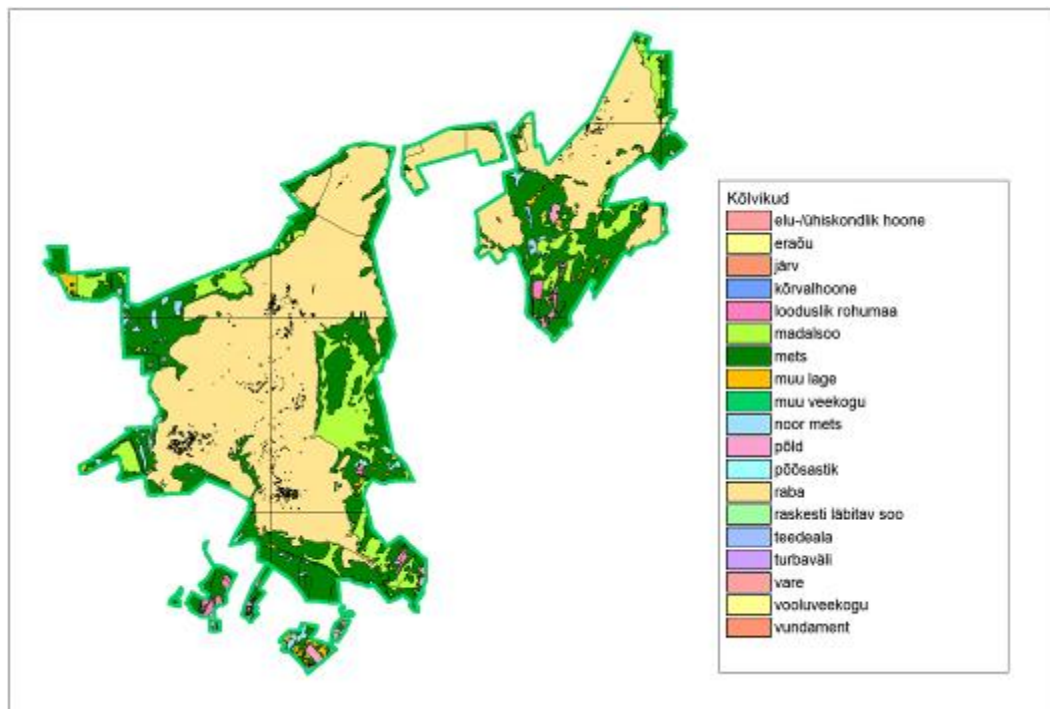 Kõlvikud
elu-/ühiskondlik hoone
eraõu
järv
kõrvalhoone
looduslik rohumaa
madalsoo
mets
muu lage
muu veekogu
noor mets
põld
põõsastik
raba
raskesti läbitav soo
teedeala
turbaväli
vare
vooluveekogu
vundament